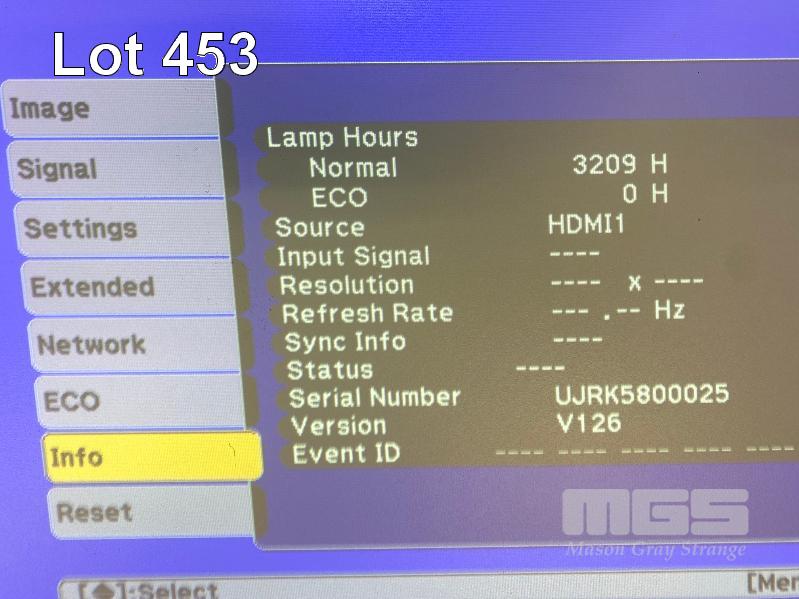 Lot 453
Image
Signal
Settings
Extended
Network
ECO
Info
Reset
Lamp Hours
Normal 3209 H
ECO 0 H
Source HDMI1
Input Signal ----
Resolution ---- x ----
Refresh Rate --- .-- Hz
Sync Info ----
Status ----
Serial Number UJRK5800025
Version V126
Event ID ---- ---- ---- ---- ----
MGS
Mason Gray Strange
[◆]:Select [Men